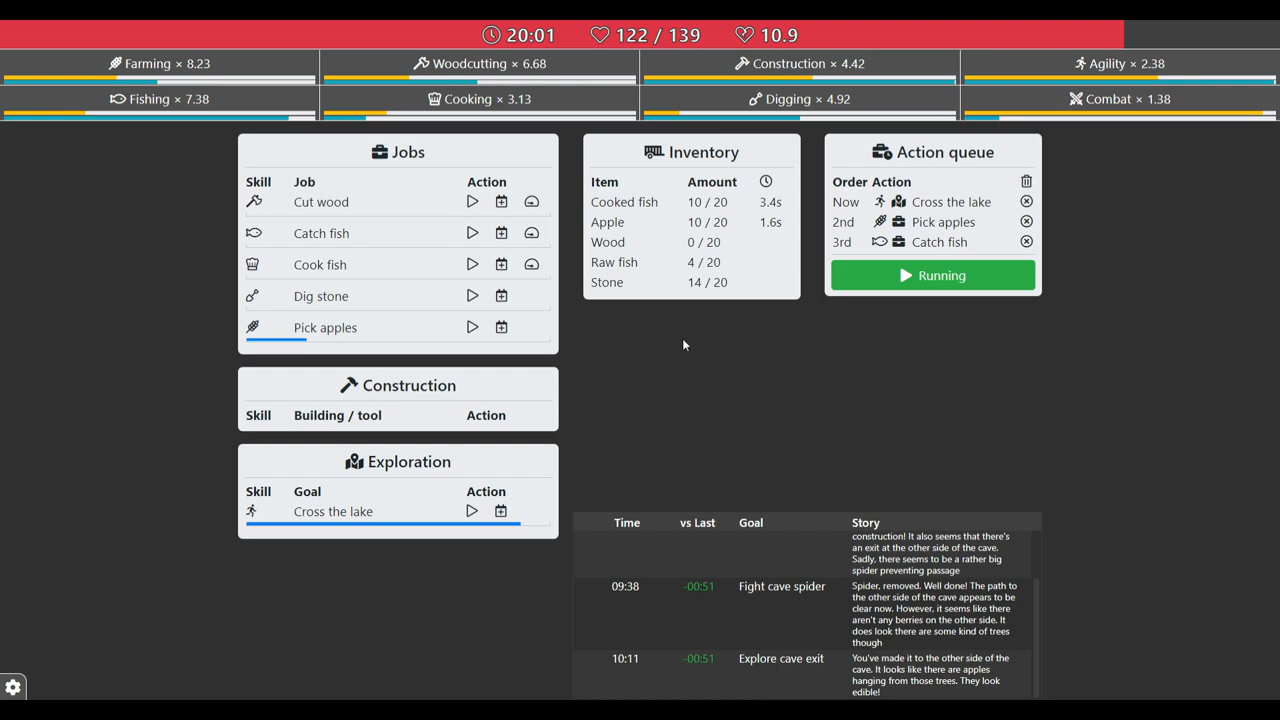 20:01 122 / 139 10.9
Farming × 8.23 Woodcutting × 6.68 Construction × 4.42 Agility × 2.38
Fishing × 7.38 Cooking × 3.13 Digging × 4.92 Combat × 1.38
Jobs
Skill Job Action
Cut wood
Catch fish
Cook fish
Dig stone
Pick apples
Construction
Skill Building / tool Action
Exploration
Skill Goal Action
Cross the lake
Inventory
Item Amount
Cooked fish 10 / 20 3.4s
Apple 10 / 20 1.6s
Wood 0 / 20
Raw fish 4 / 20
Stone 14 / 20
Action queue
Order Action
Now Cross the lake
2nd Pick apples
3rd Catch fish
Running
Time vs Last Goal Story
construction! It also seems that there's
an exit at the other side of the cave.
Sadly, there seems to be a rather big
spider preventing passage
09:38 -00:51 Fight cave spider Spider, removed. Well done! The path to
the other side of the cave appears to be
clear now. However, it seems like there
aren't any berries on the other side. It
does look there are some kind of trees
though
10:11 -00:51 Explore cave exit You've made it to the other side of the
cave. It looks like there are apples
hanging from those trees. They look
edible!